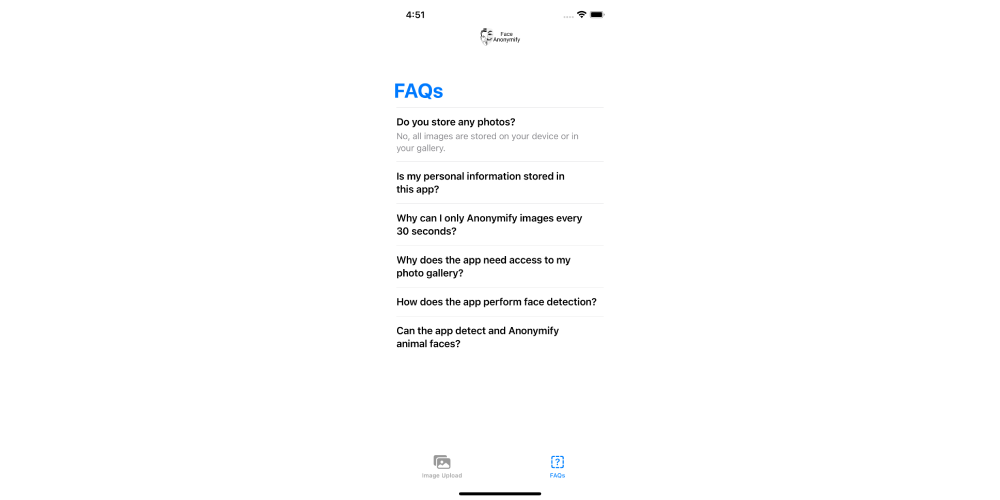 4:51
Face
Anonymify
FAQs
Do you store any photos?
No, all images are stored on your device or in
your gallery.
Is my personal information stored in
this app?
Why can I only Anonymify images every
30 seconds?
Why does the app need access to my
photo gallery?
How does the app perform face detection?
Can the app detect and Anonymify
animal faces?
Image Upload
FAQs